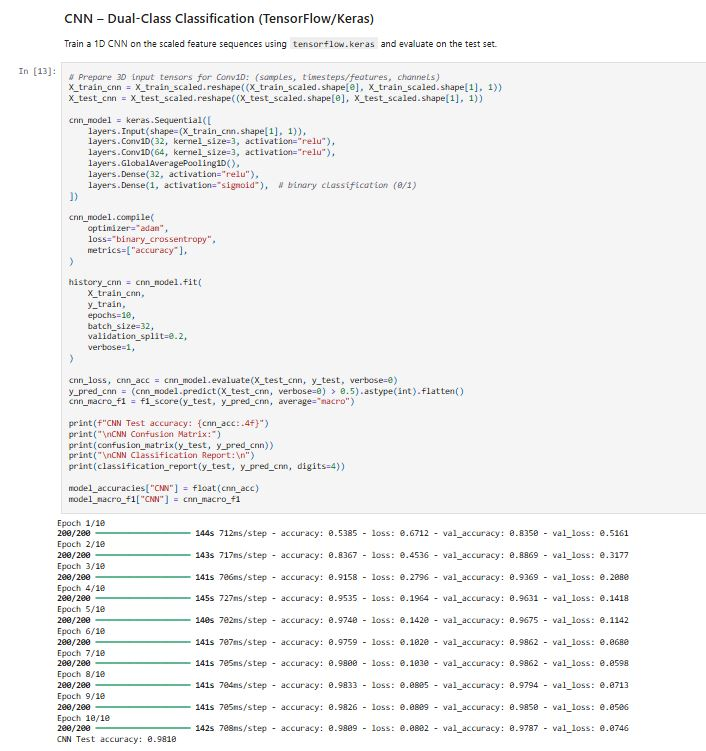 CNN – Dual-Class Classification (TensorFlow/Keras)
Train a 1D CNN on the scaled feature sequences using tensorflow.keras and evaluate on the test set.
In [13]:
# Prepare 3D input tensors for Conv1D: (samples, timesteps/features, channels)
X_train_cnn = X_train_scaled.reshape((X_train_scaled.shape[0], X_train_scaled.shape[1], 1))
X_test_cnn = X_test_scaled.reshape((X_test_scaled.shape[0], X_test_scaled.shape[1], 1))

cnn_model = keras.Sequential([
    layers.Input(shape=(X_train_cnn.shape[1], 1)),
    layers.Conv1D(32, kernel_size=3, activation="relu"),
    layers.Conv1D(64, kernel_size=3, activation="relu"),
    layers.GlobalAveragePooling1D(),
    layers.Dense(32, activation="relu"),
    layers.Dense(1, activation="sigmoid"),  # binary classification (0/1)
])

cnn_model.compile(
    optimizer="adam",
    loss="binary_crossentropy",
    metrics=["accuracy"],
)

history_cnn = cnn_model.fit(
    X_train_cnn,
    y_train,
    epochs=10,
    batch_size=32,
    validation_split=0.2,
    verbose=1,
)

cnn_loss, cnn_acc = cnn_model.evaluate(X_test_cnn, y_test, verbose=0)
y_pred_cnn = (cnn_model.predict(X_test_cnn, verbose=0) > 0.5).astype(int).flatten()
cnn_macro_f1 = f1_score(y_test, y_pred_cnn, average="macro")

print(f"CNN Test accuracy: {cnn_acc:.4f}")
print("\nCNN Confusion Matrix:")
print(confusion_matrix(y_test, y_pred_cnn))
print("\nCNN Classification Report:\n")
print(classification_report(y_test, y_pred_cnn, digits=4))

model_accuracies["CNN"] = float(cnn_acc)
model_macro_f1["CNN"] = cnn_macro_f1
Epoch 1/10
200/200 144s 712ms/step - accuracy: 0.5385 - loss: 0.6712 - val_accuracy: 0.8350 - val_loss: 0.5161
Epoch 2/10
200/200 143s 717ms/step - accuracy: 0.8367 - loss: 0.4536 - val_accuracy: 0.8869 - val_loss: 0.3177
Epoch 3/10
200/200 141s 706ms/step - accuracy: 0.9158 - loss: 0.2796 - val_accuracy: 0.9369 - val_loss: 0.2080
Epoch 4/10
200/200 145s 727ms/step - accuracy: 0.9535 - loss: 0.1964 - val_accuracy: 0.9631 - val_loss: 0.1418
Epoch 5/10
200/200 140s 702ms/step - accuracy: 0.9740 - loss: 0.1420 - val_accuracy: 0.9675 - val_loss: 0.1142
Epoch 6/10
200/200 141s 707ms/step - accuracy: 0.9759 - loss: 0.1020 - val_accuracy: 0.9862 - val_loss: 0.0680
Epoch 7/10
200/200 141s 705ms/step - accuracy: 0.9800 - loss: 0.1030 - val_accuracy: 0.9862 - val_loss: 0.0598
Epoch 8/10
200/200 141s 704ms/step - accuracy: 0.9833 - loss: 0.0805 - val_accuracy: 0.9794 - val_loss: 0.0713
Epoch 9/10
200/200 141s 705ms/step - accuracy: 0.9826 - loss: 0.0809 - val_accuracy: 0.9850 - val_loss: 0.0506
Epoch 10/10
200/200 142s 708ms/step - accuracy: 0.9809 - loss: 0.0802 - val_accuracy: 0.9787 - val_loss: 0.0746
CNN Test accuracy: 0.9810